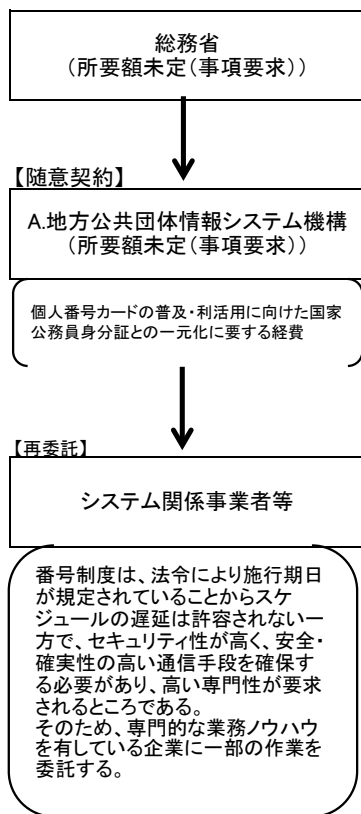 総務省
（所要額未定（事項要求））
【随意契約】
A.地方公共団体情報システム機構
（所要額未定（事項要求））
個人番号カードの普及・利活用に向けた国家
公務員身分証との一元化に要する経費
【再委託】
システム関係事業者等
番号制度は、法令により施行期日
が規定されていることからスケ
ジュールの遅延は許容されない一
方で、セキュリティ性が高く、安全・
確実性の高い通信手段を確保す
る必要があり、高い専門性が要求
されるところである。
そのため、専門的な業務ノウハウ
を有している企業に一部の作業を
委託する。